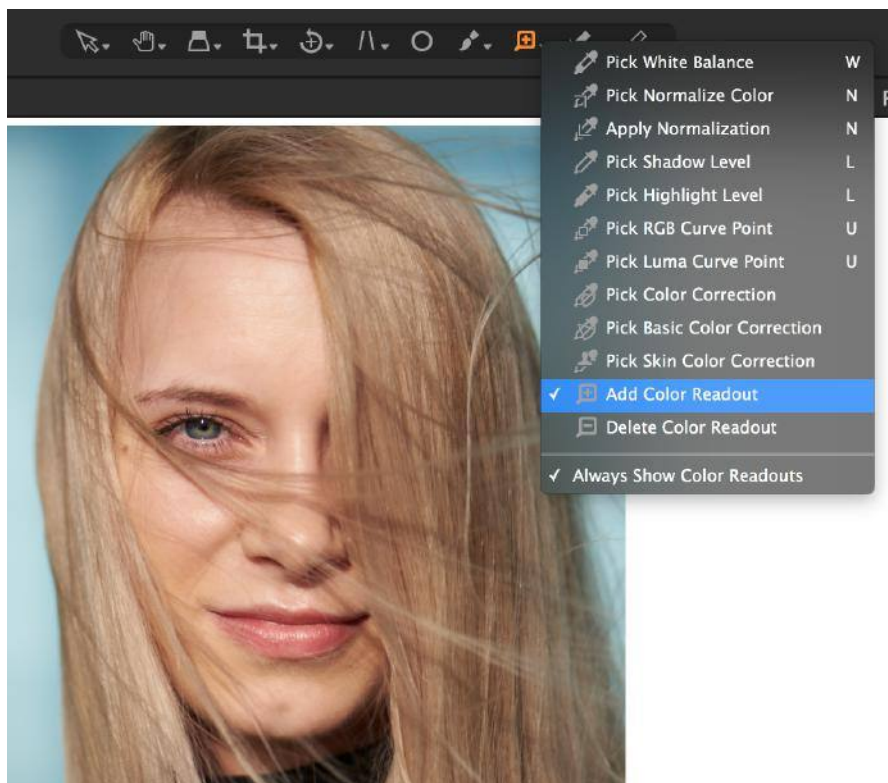 Pick White Balance W
Pick Normalize Color N
Apply Normalization N
Pick Shadow Level L
Pick Highlight Level L
Pick RGB Curve Point U
Pick Luma Curve Point U
Pick Color Correction
Pick Basic Color Correction
Pick Skin Color Correction
✓ Add Color Readout
Delete Color Readout
✓ Always Show Color Readouts